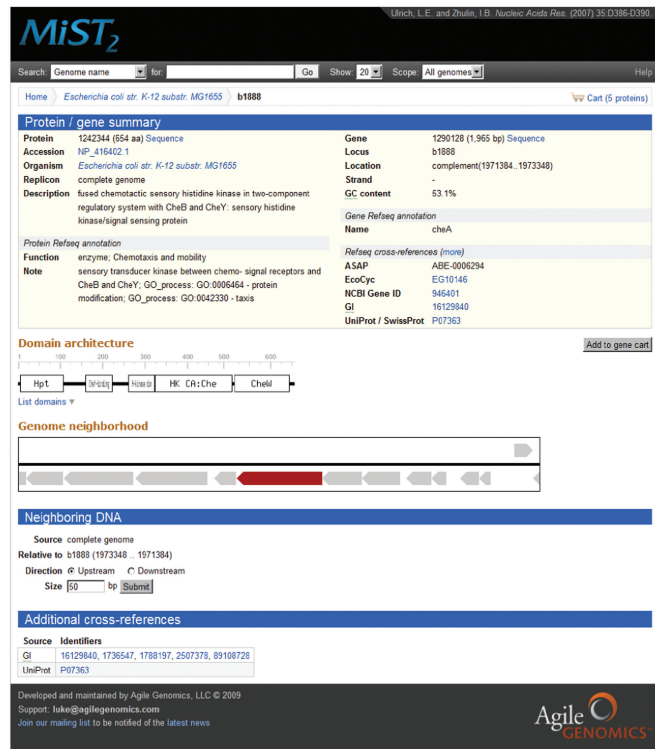 Ulrich, L.E. and Zhulin, I.B. Nucleic Acids Res. (2007) 35:D386-D390.
MiST2
Search: Genome name for: Go Show: 20 Scope: All genomes Help
Home Escherichia coli str. K-12 substr. MG1655 b1888 Cart (5 proteins)
Protein / gene summary
Protein 1242344 (654 aa) Sequence
Accession NP_416402.1
Organism Escherichia coli str. K-12 substr. MG1655
Replicon complete genome
Description fused chemotactic sensory histidine kinase in two-component
regulatory system with CheB and CheY: sensory histidine
kinase/signal sensing protein
Protein Refseq annotation
Function enzyme; Chemotaxis and mobility
Note sensory transducer kinase between chemo- signal receptors and
CheB and CheY; GO_process: GO:0006464 - protein
modification; GO_process: GO:0042330 - taxis
Gene 1290128 (1,965 bp) Sequence
Locus b1888
Location complement(1971384..1973348)
Strand -
GC content 53.1%
Gene Refseq annotation
Name cheA
Refseq cross-references (more)
ASAP ABE-0006294
EcoCyc EG10146
NCBI Gene ID 946401
GI 16129840
UniProt / SwissProt P07363
Domain architecture
Add to gene cart
1 100 200 300 400 500 600
Hpt HK CA:Che CheW
List domains
Genome neighborhood
Neighboring DNA
Source complete genome
Relative to b1888 (1973348 .. 1971384)
Direction Upstream Downstream
Size 50 bp Submit
Additional cross-references
Source Identifiers
GI 16129840, 1736547, 1788197, 2507378, 89108728
UniProt P07363
Developed and maintained by Agile Genomics, LLC © 2009
Support: luke@agilegenomics.com
Join our mailing list to be notified of the latest news
Agile
GENOMICS